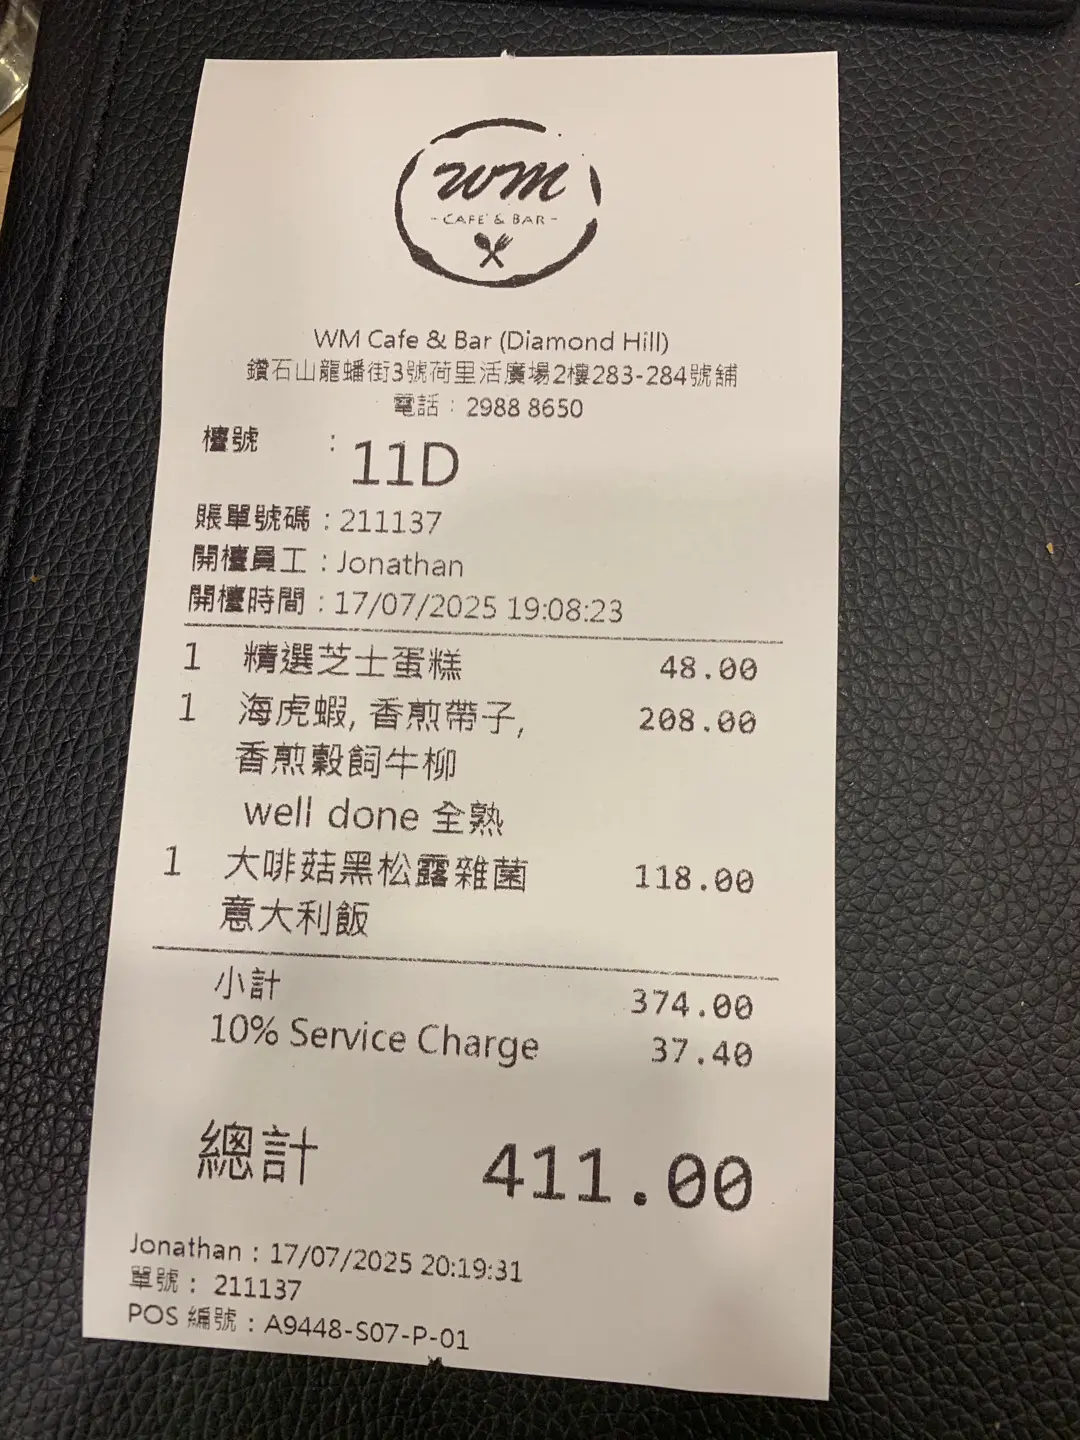 WM
- CAFE & BAR -
WM Cafe & Bar (Diamond Hill)
鑽石山龍蟠街3號荷里活廣場2樓283-284號舖
電話：2988 8650
檯號 : 11D
賬單號碼 : 211137
開檯員工 : Jonathan
開檯時間 : 17/07/2025 19:08:23
1 精選芝士蛋糕 48.00
1 海虎蝦, 香煎帶子, 208.00
香煎穀飼牛柳
well done 全熟
1 大啡菇黑松露雜菌 118.00
意大利飯
小計 374.00
10% Service Charge 37.40
總計 411.00
Jonathan : 17/07/2025 20:19:31
單號 : 211137
POS 編號 : A9448-S07-P-01